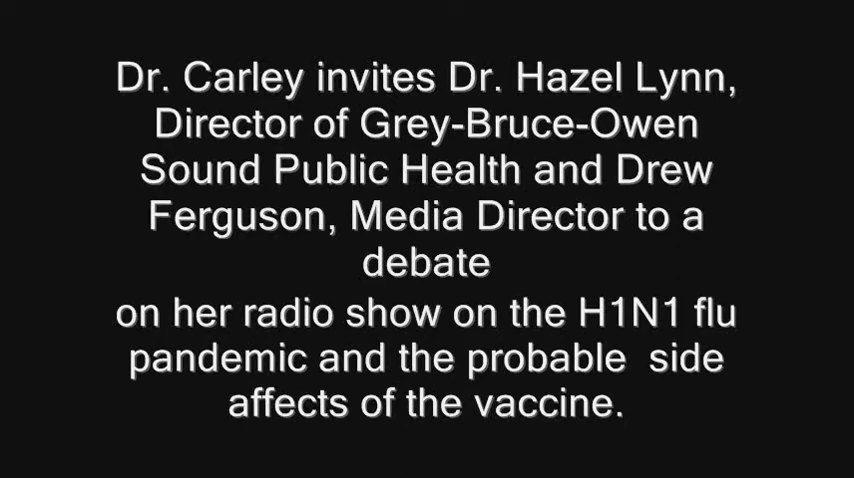 Dr. Carley invites Dr. Hazel Lynn,
Director of Grey-Bruce-Owen
Sound Public Health and Drew
Ferguson, Media Director to a
debate
on her radio show on the H1N1 flu
pandemic and the probable  side
affects of the vaccine.